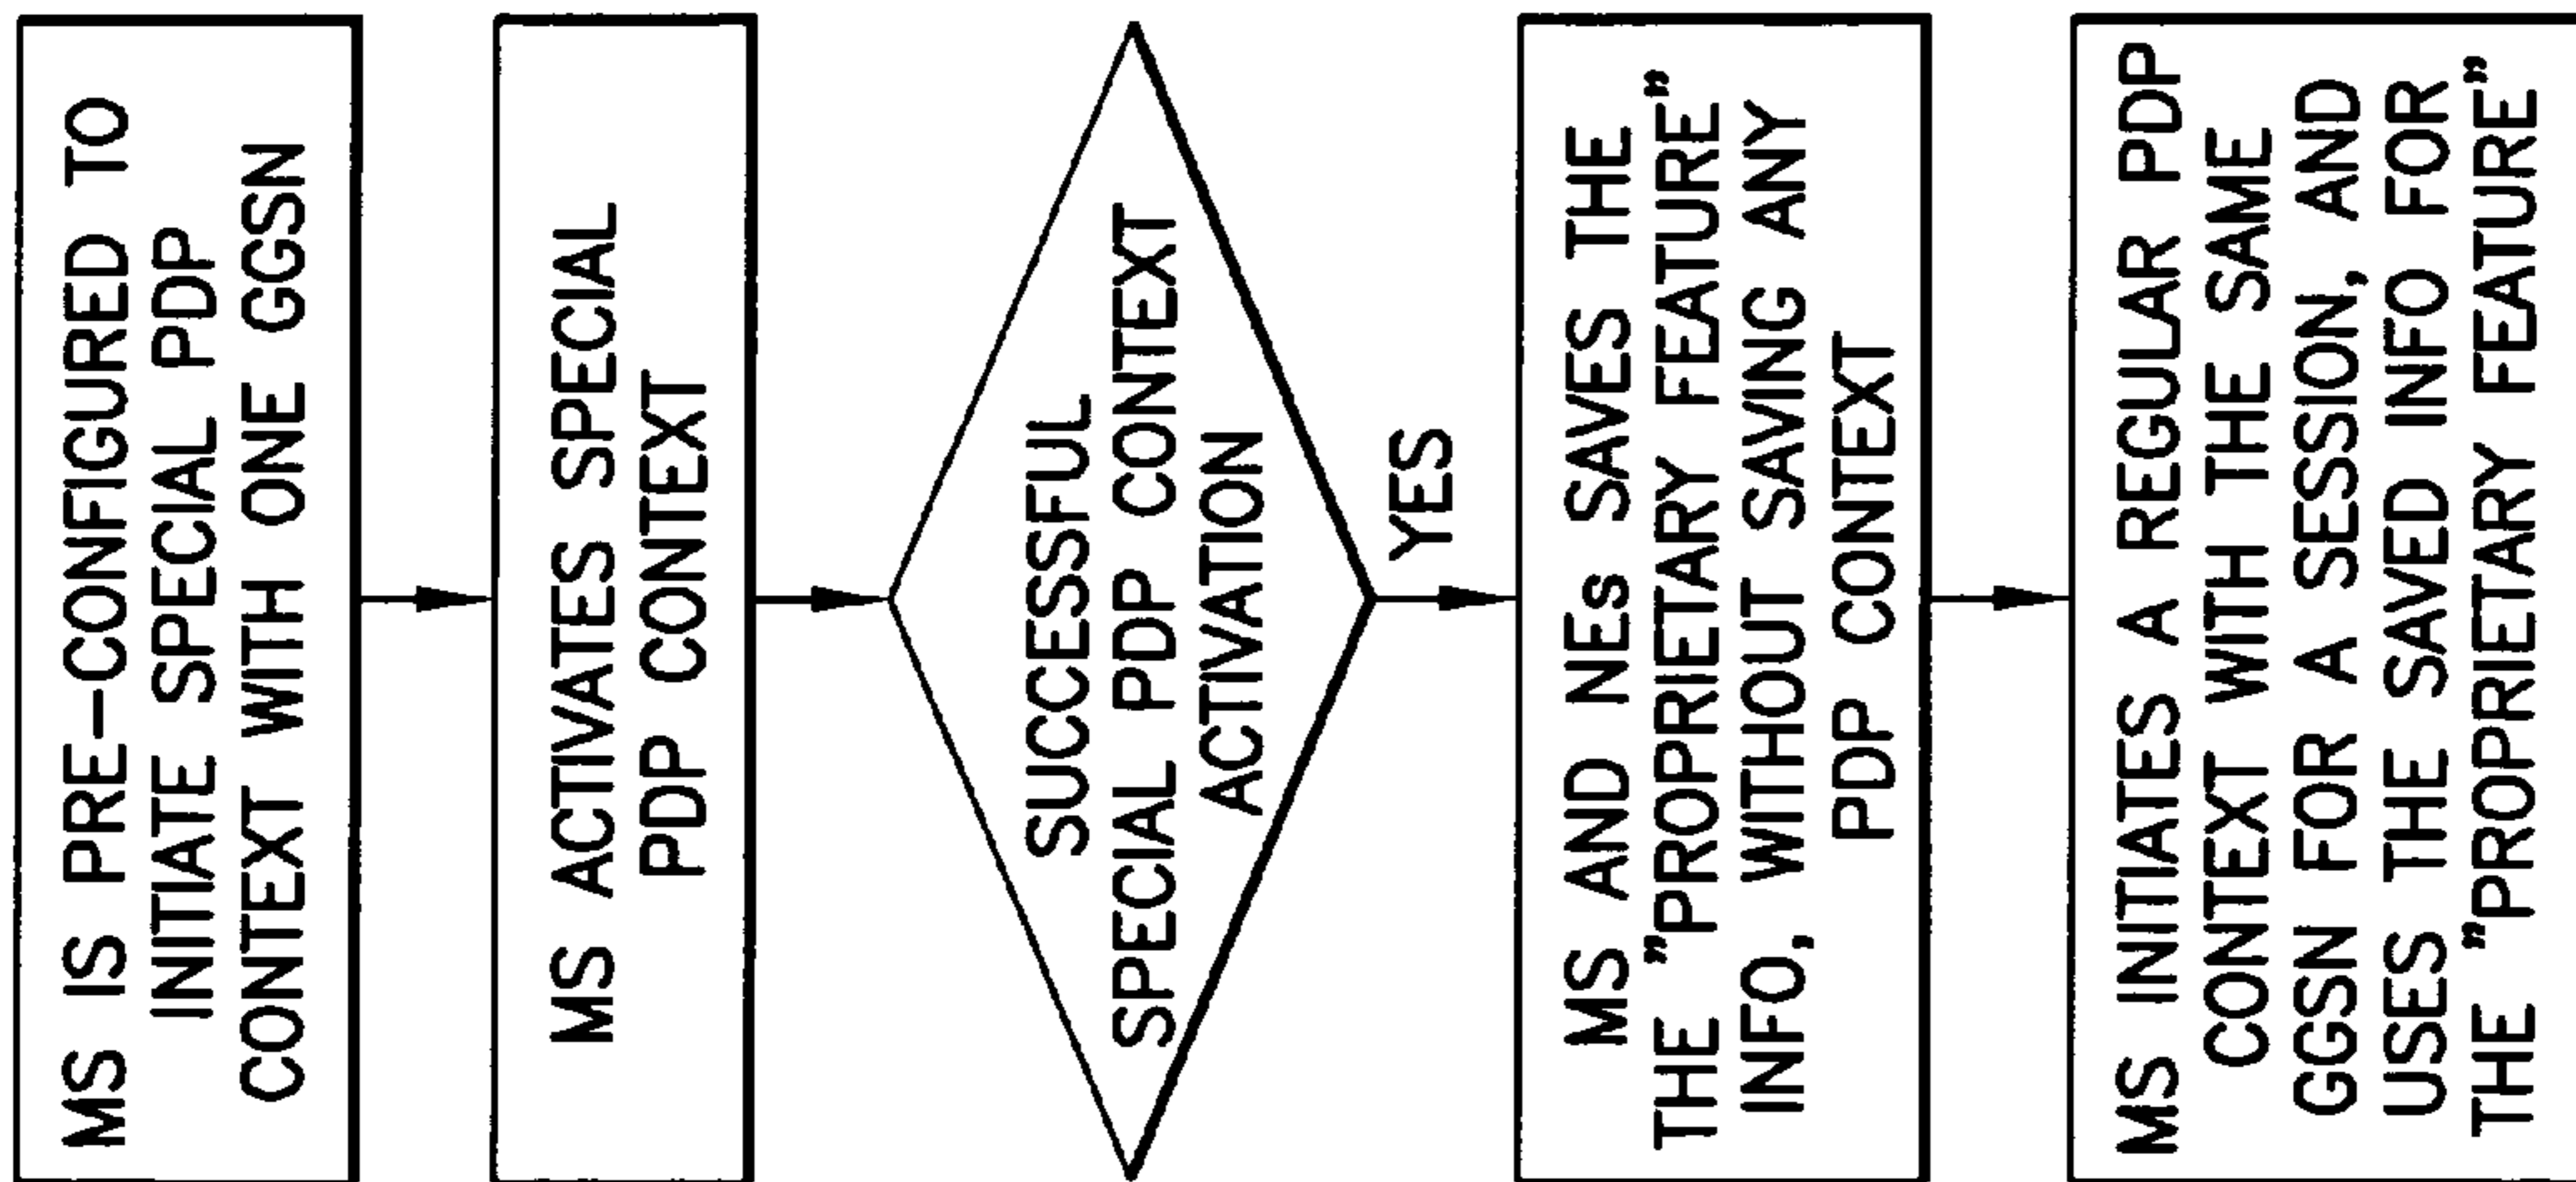 MS IS PRE-CONFIGURED TO
INITIATE SPECIAL PDP
CONTEXT WITH ONE GGSN
MS ACTIVATES SPECIAL
PDP CONTEXT
SUCCESSFUL
SPECIAL PDP CONTEXT
ACTIVATION
YES
MS AND NEs SAVES THE
THE "PROPRIETARY FEATURE"
INFO, WITHOUT SAVING ANY
PDP CONTEXT
MS INITIATES A REGULAR PDP
CONTEXT WITH THE SAME
GGSN FOR A SESSION, AND
USES THE SAVED INFO FOR
THE "PROPRIETARY FEATURE"